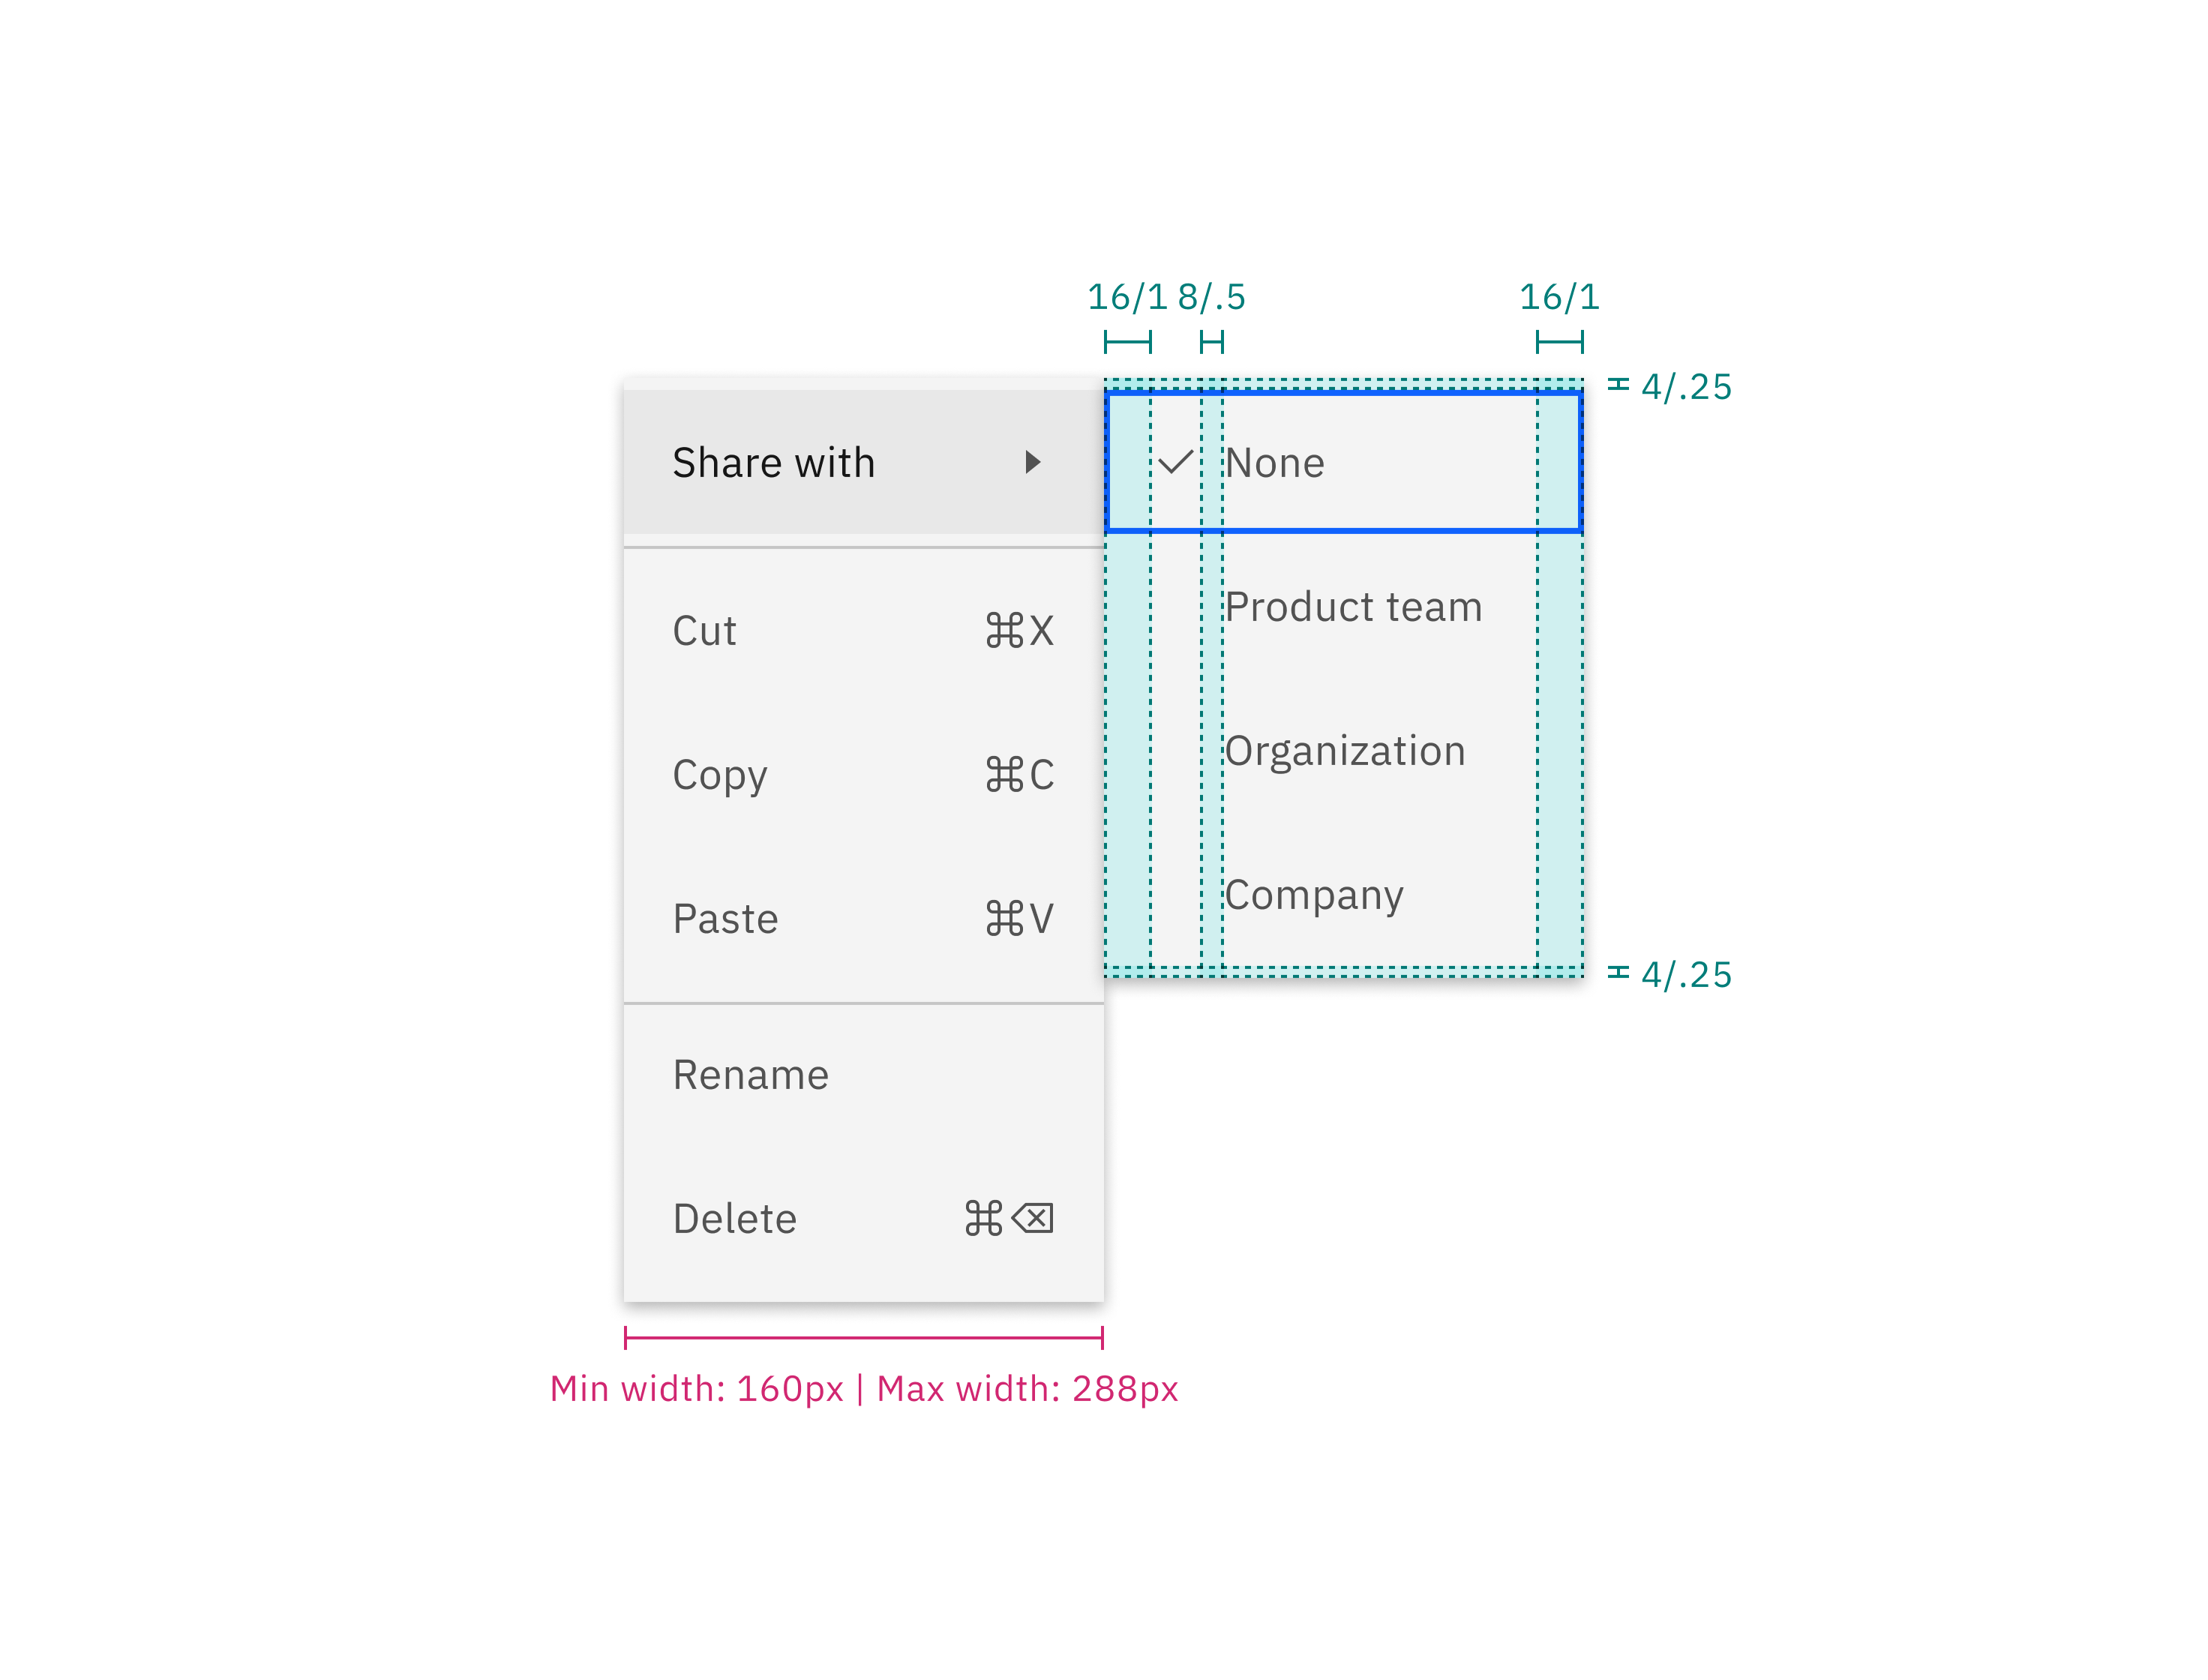 16/1 8/.5 16/1
4/.25
Share with
None
Cut ⌘X
Product team
Copy ⌘C
Organization
Paste ⌘V
Company
4/.25
Rename
Delete ⌘⌫
Min width: 160px | Max width: 288px